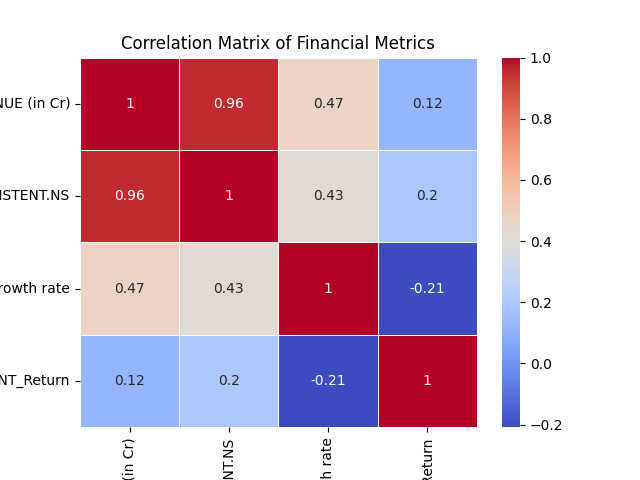 Correlation Matrix of Financial Metrics
NUE (in Cr)
1
0.96
0.47
0.12
ISTENT.NS
0.96
1
0.43
0.2
rowth rate
0.47
0.43
1
-0.21
NT_Return
0.12
0.2
-0.21
1
(in Cr)
NT.NS
h rate
Return
1.0
0.8
0.6
0.4
0.2
0.0
−0.2